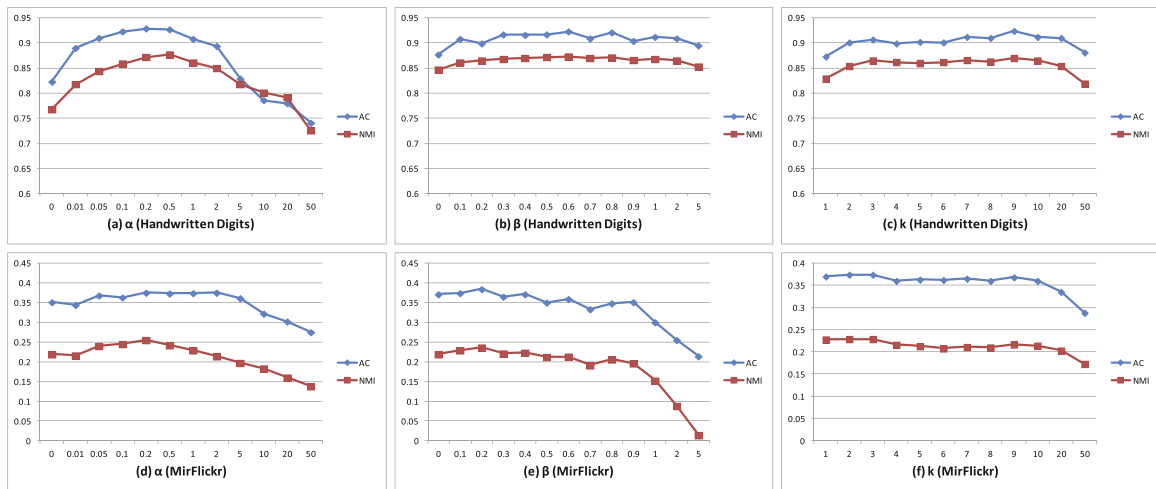 0.95
0.9
0.85
0.8
0.75
0.7
0.65
0.6
0 0.01 0.05 0.1 0.2 0.5 1 2 5 10 20 50
AC
NMI
(a) α (Handwritten Digits)
0.95
0.9
0.85
0.8
0.75
0.7
0.65
0.6
0 0.1 0.2 0.3 0.4 0.5 0.6 0.7 0.8 0.9 1 2 5
AC
NMI
(b) β (Handwritten Digits)
0.95
0.9
0.85
0.8
0.75
0.7
0.65
0.6
1 2 3 4 5 6 7 8 9 10 20 50
AC
NMI
(c) k (Handwritten Digits)
0.45
0.4
0.35
0.3
0.25
0.2
0.15
0.1
0.05
0
0 0.01 0.05 0.1 0.2 0.5 1 2 5 10 20 50
AC
NMI
(d) α (MirFlickr)
0.45
0.4
0.35
0.3
0.25
0.2
0.15
0.1
0.05
0
0 0.1 0.2 0.3 0.4 0.5 0.6 0.7 0.8 0.9 1 2 5
AC
NMI
(e) β (MirFlickr)
0.4
0.35
0.3
0.25
0.2
0.15
0.1
0.05
0
1 2 3 4 5 6 7 8 9 10 20 50
AC
NMI
(f) k (MirFlickr)